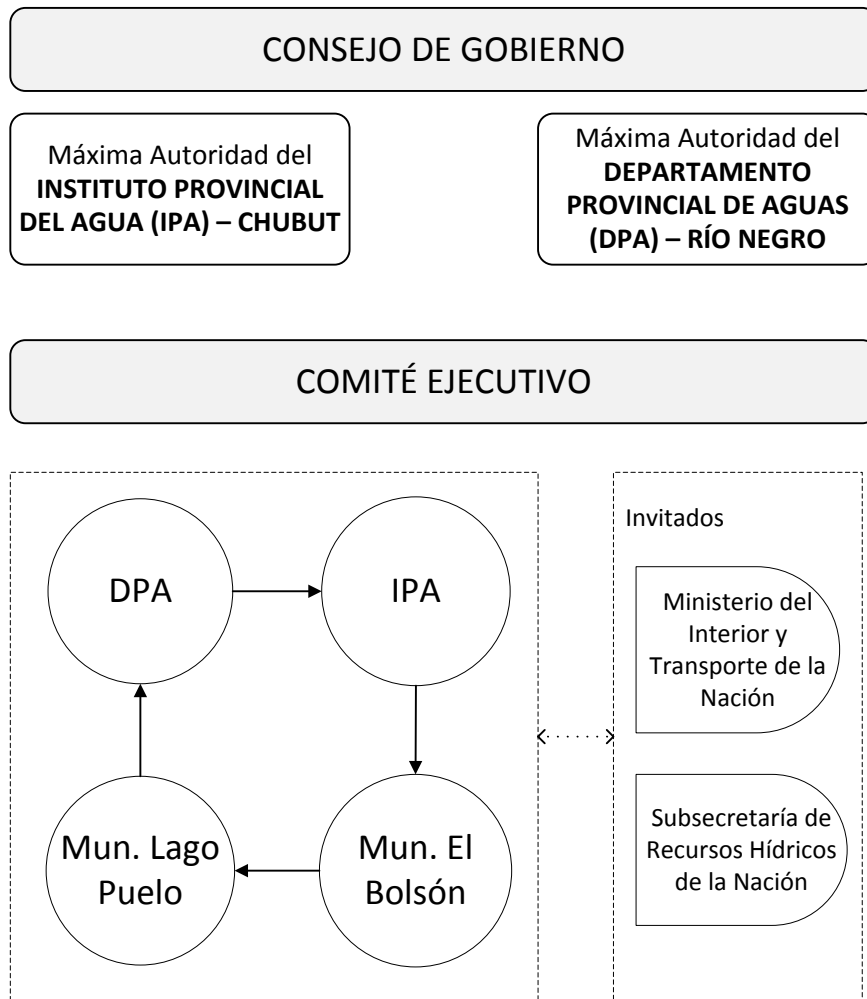 CONSEJO DE GOBIERNO
Máxima Autoridad del
INSTITUTO PROVINCIAL
DEL AGUA (IPA) – CHUBUT
Máxima Autoridad del
DEPARTAMENTO
PROVINCIAL DE AGUAS
(DPA) – RÍO NEGRO
COMITÉ EJECUTIVO
DPA
IPA
Mun. Lago
Puelo
Mun. El
Bolsón
Invitados
Ministerio del
Interior y
Transporte de la
Nación
Subsecretaría de
Recursos Hídricos
de la Nación